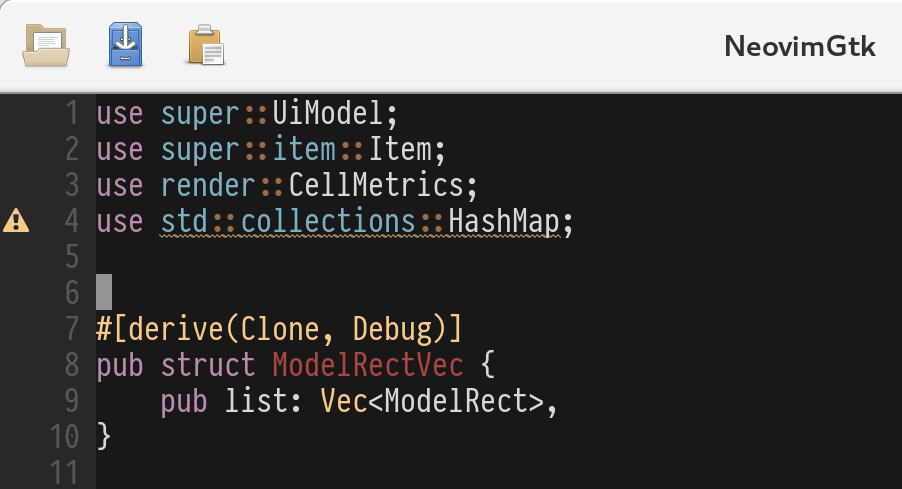 NeovimGtk
1 use super::UiModel;
2 use super::item::Item;
3 use render::CellMetrics;
4 use std::collections::HashMap;
5
6
7 #[derive(Clone, Debug)]
8 pub struct ModelRectVec {
9     pub list: Vec<ModelRect>,
10 }
11